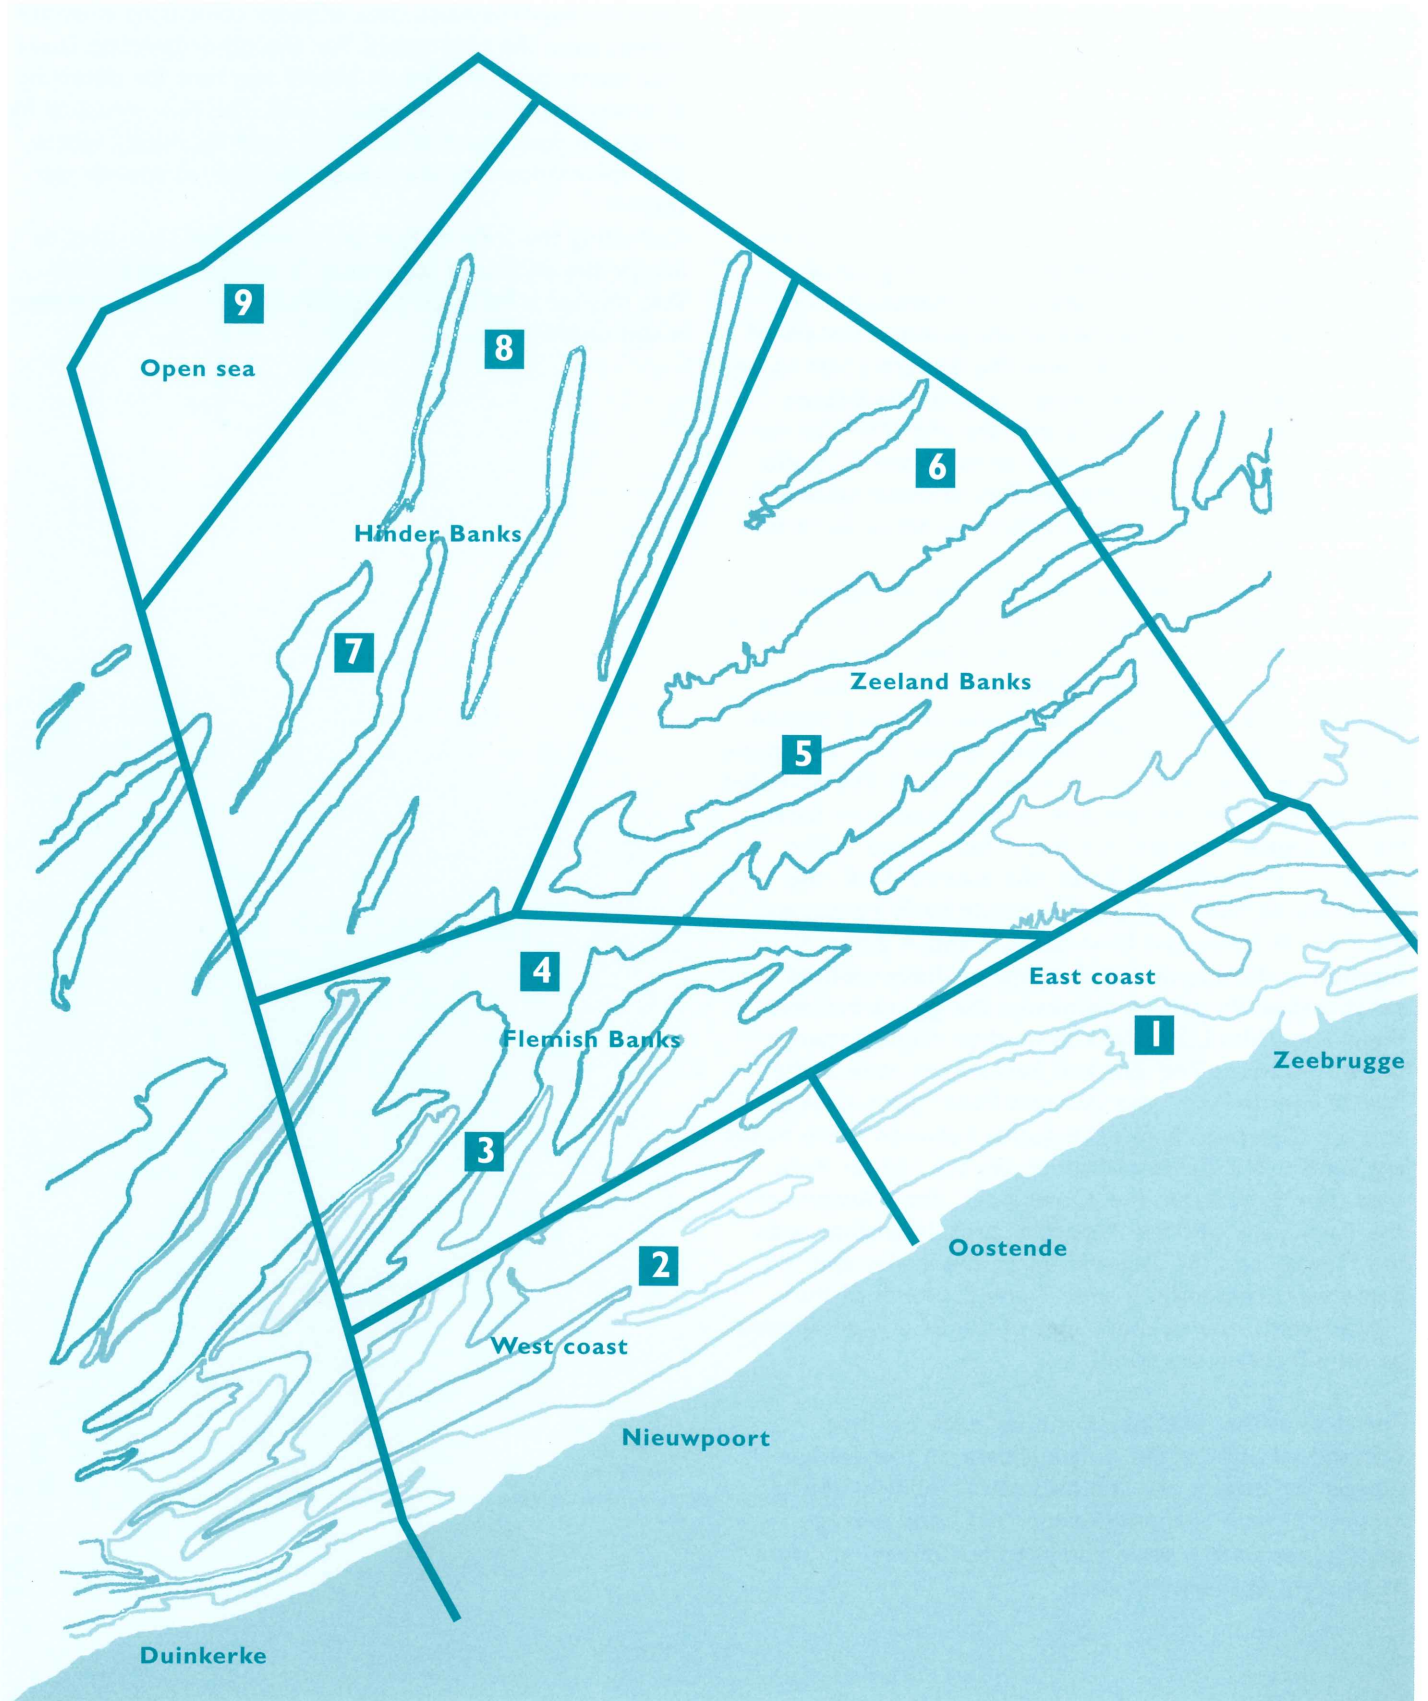 9
Open sea
8
6
Hinder Banks
7
Zeeland Banks
5
4
East coast
Flemish Banks
1
Zeebrugge
3
Oostende
2
West coast
Nieuwpoort
Duinkerke